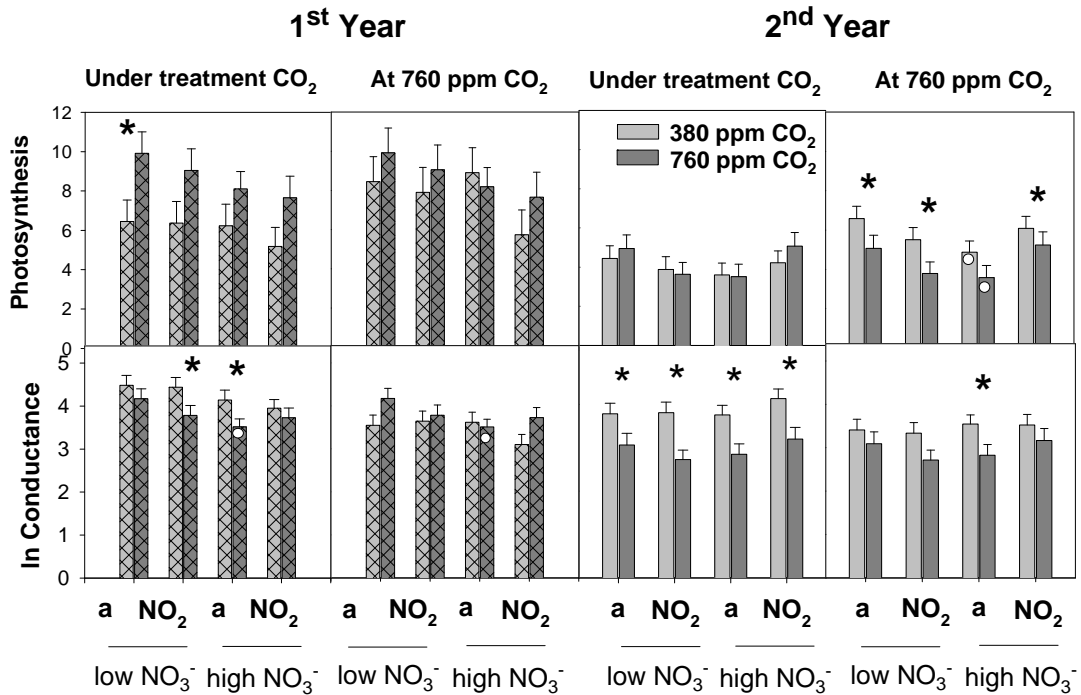 1st Year 2nd Year
Under treatment CO2 At 760 ppm CO2 Under treatment CO2 At 760 ppm CO2
Photosynthesis
12
10
8
6
4
2
0
380 ppm CO2
760 ppm CO2
* * * *
ln Conductance
5
4
3
2
1
0
* * * * * * *
a NO2 a NO2 a NO2 a NO2 a NO2 a NO2 a NO2 a NO2
low NO3- high NO3- low NO3- high NO3- low NO3- high NO3- low NO3- high NO3-